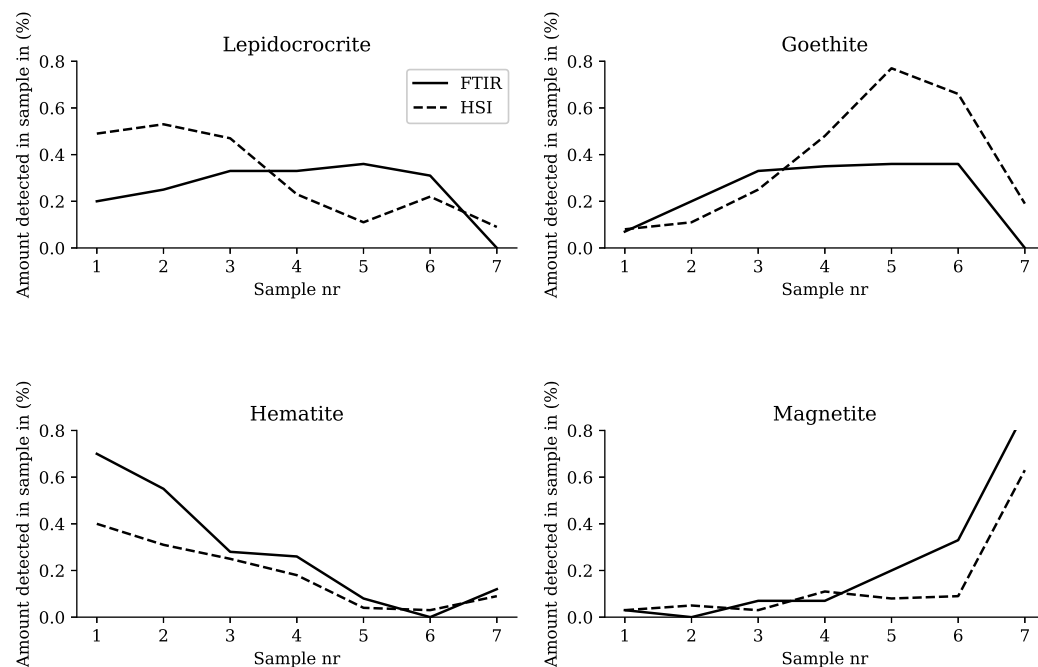 Lepidocrocrite
Amount detected in sample in (%)
0.8
0.6
0.4
0.2
0.0
1 2 3 4 5 6 7
Sample nr
FTIR
HSI
Goethite
Amount detected in sample in (%)
0.8
0.6
0.4
0.2
0.0
1 2 3 4 5 6 7
Sample nr
Hematite
Amount detected in sample in (%)
0.8
0.6
0.4
0.2
0.0
1 2 3 4 5 6 7
Sample nr
Magnetite
Amount detected in sample in (%)
0.8
0.6
0.4
0.2
0.0
1 2 3 4 5 6 7
Sample nr